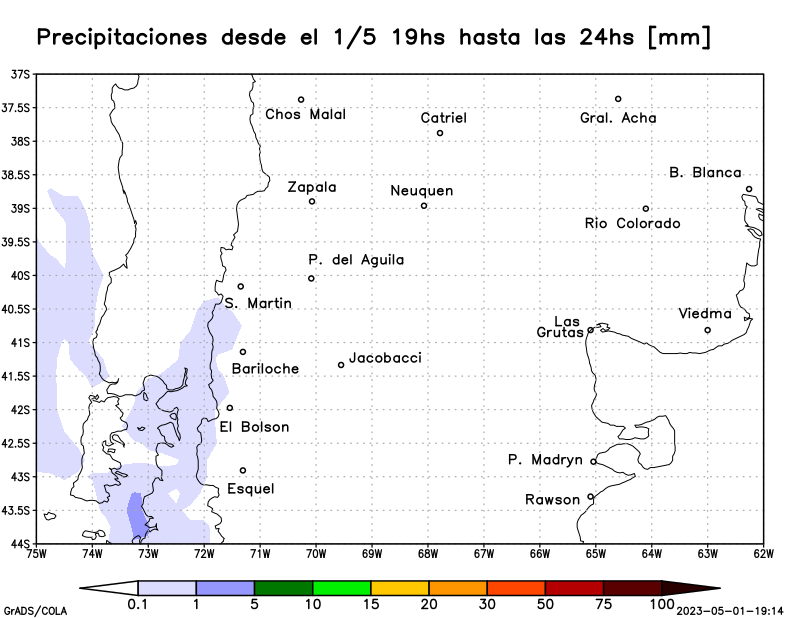 Precipitaciones desde el 1/5 19hs hasta las 24hs [mm]
37S
37.5S
38S
38.5S
39S
39.5S
40S
40.5S
41S
41.5S
42S
42.5S
43S
43.5S
44S
Chos Malal
Catriel
Gral. Acha
B. Blanca
Zapala
Neuquen
Rio Colorado
P. del Aguila
S. Martin
Las
Grutas
Viedma
Bariloche
Jacobacci
El Bolson
Esquel
P. Madryn
Rawson
75W 74W 73W 72W 71W 70W 69W 68W 67W 66W 65W 64W 63W 62W
0.1 1 5 10 15 20 30 50 75 100
GrADS/COLA
2023-05-01-19:14